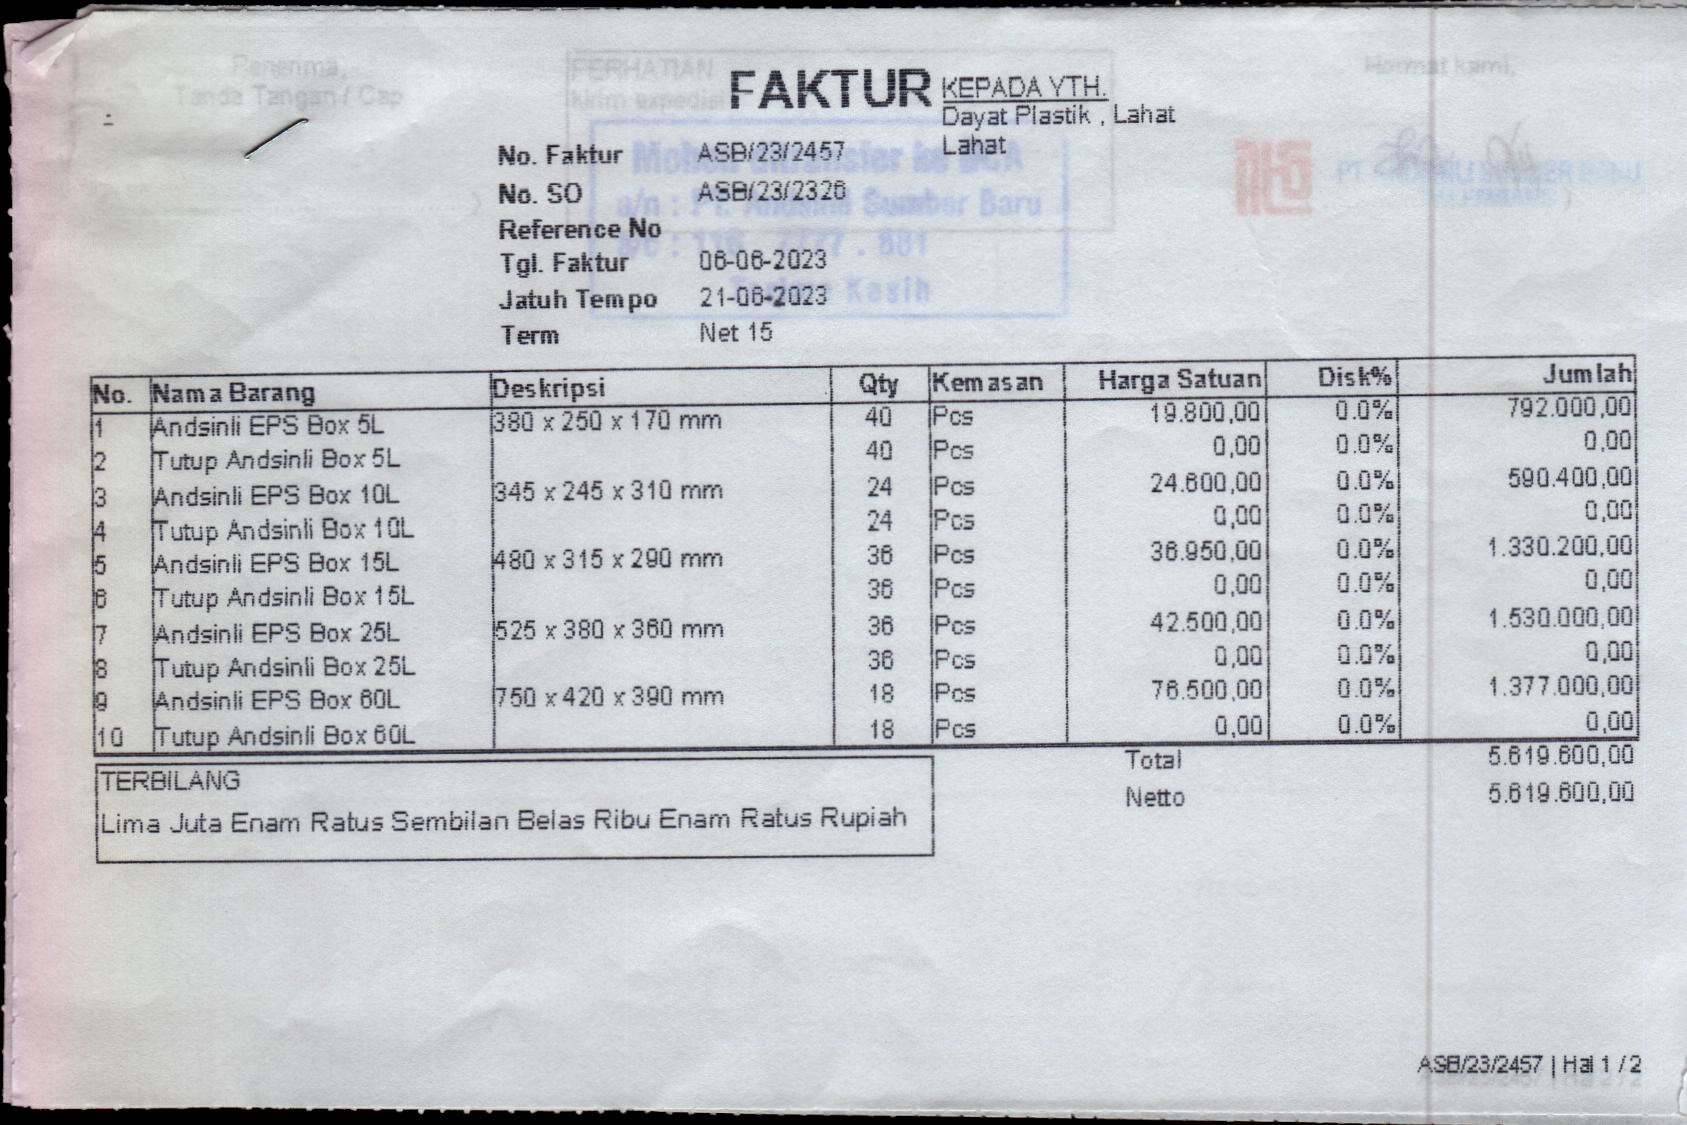 Penerima,
Tanda Tangan / Cap
PERHATIAN
Hormat kami,
FAKTUR
KEPADA YTH.
Dayat Plastik , Lahat
Lahat
No. Faktur ASB/23/2457
No. SO ASB/23/2326
Reference No
Tgl. Faktur 06-06-2023
Jatuh Tempo 21-06-2023
Term Net 15
a/n : PT. Andsinli Sumber Baru
Kasih
No. Nama Barang Deskripsi Qty Kemasan Harga Satuan Disk% Jumlah
1 Andsinli EPS Box 5L 380 x 250 x 170 mm 40 Pcs 19.800,00 0.0% 792.000,00
2 Tutup Andsinli Box 5L 40 Pcs 0,00 0.0% 0,00
3 Andsinli EPS Box 10L 345 x 245 x 310 mm 24 Pcs 24.600,00 0.0% 590.400,00
4 Tutup Andsinli Box 10L 24 Pcs 0,00 0.0% 0,00
5 Andsinli EPS Box 15L 480 x 315 x 290 mm 36 Pcs 36.950,00 0.0% 1.330.200,00
6 Tutup Andsinli Box 15L 36 Pcs 0,00 0.0% 0,00
7 Andsinli EPS Box 25L 525 x 380 x 360 mm 36 Pcs 42.500,00 0.0% 1.530.000,00
8 Tutup Andsinli Box 25L 36 Pcs 0,00 0.0% 0,00
9 Andsinli EPS Box 60L 750 x 420 x 390 mm 18 Pcs 76.500,00 0.0% 1.377.000,00
10 Tutup Andsinli Box 60L 18 Pcs 0,00 0.0% 0,00
Total 5.619.600,00
Netto 5.619.600,00
TERBILANG
Lima Juta Enam Ratus Sembilan Belas Ribu Enam Ratus Rupiah
ASB/23/2457 | Hal 1 / 2